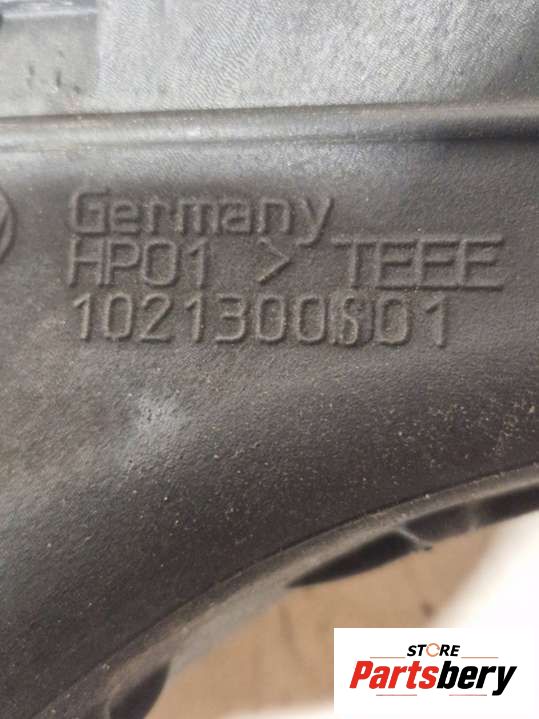 Germany
HP01 > TEEE
1021300S01
STORE
Partsbery